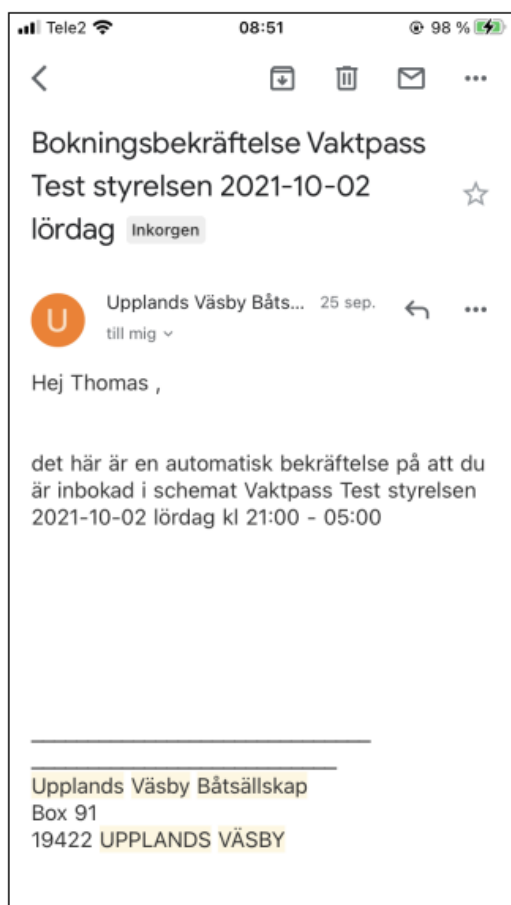 Tele2 08:51 98 %
Bokningsbekräftelse Vaktpass
Test styrelsen 2021-10-02
lördag Inkorgen
U Upplands Väsby Båts... 25 sep.
till mig
Hej Thomas ,
det här är en automatisk bekräftelse på att du
är inbokad i schemat Vaktpass Test styrelsen
2021-10-02 lördag kl 21:00 - 05:00
Upplands Väsby Båtsällskap
Box 91
19422 UPPLANDS VÄSBY